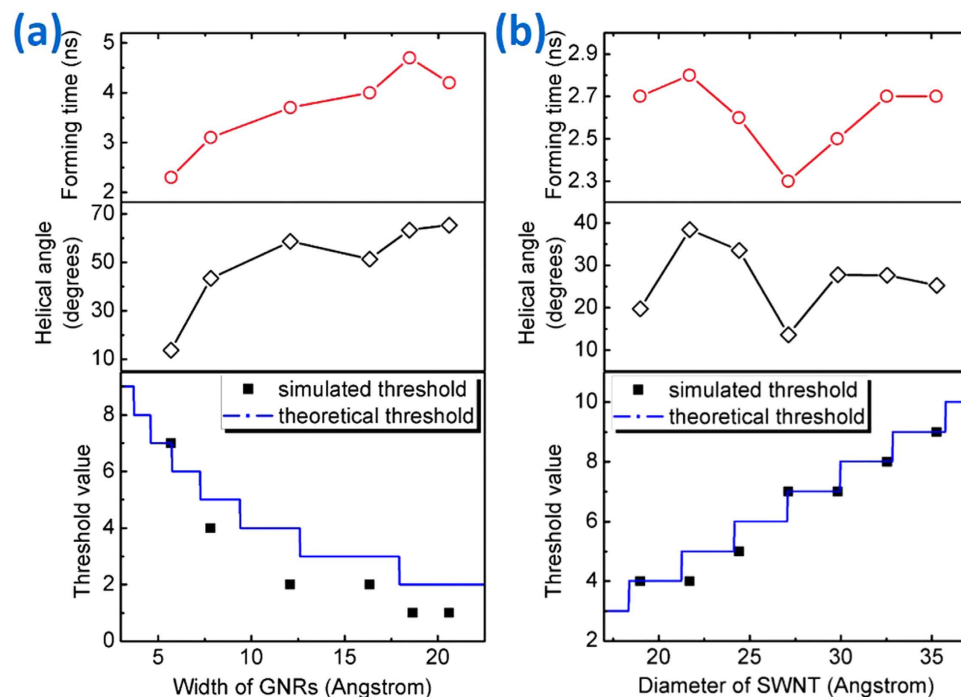 (a)
Forming time (ns)
5
4
3
2
Helical angle
(degrees)
70
50
30
10
Threshold value
8
6
4
2
0
simulated threshold
theoretical threshold
5 10 15 20
Width of GNRs (Angstrom)
(b)
Forming time (ns)
2.9
2.7
2.5
2.3
Helical angle
(degrees)
40
30
20
10
Threshold value
10
8
6
4
2
simulated threshold
theoretical threshold
20 25 30 35
Diameter of SWNT (Angstrom)